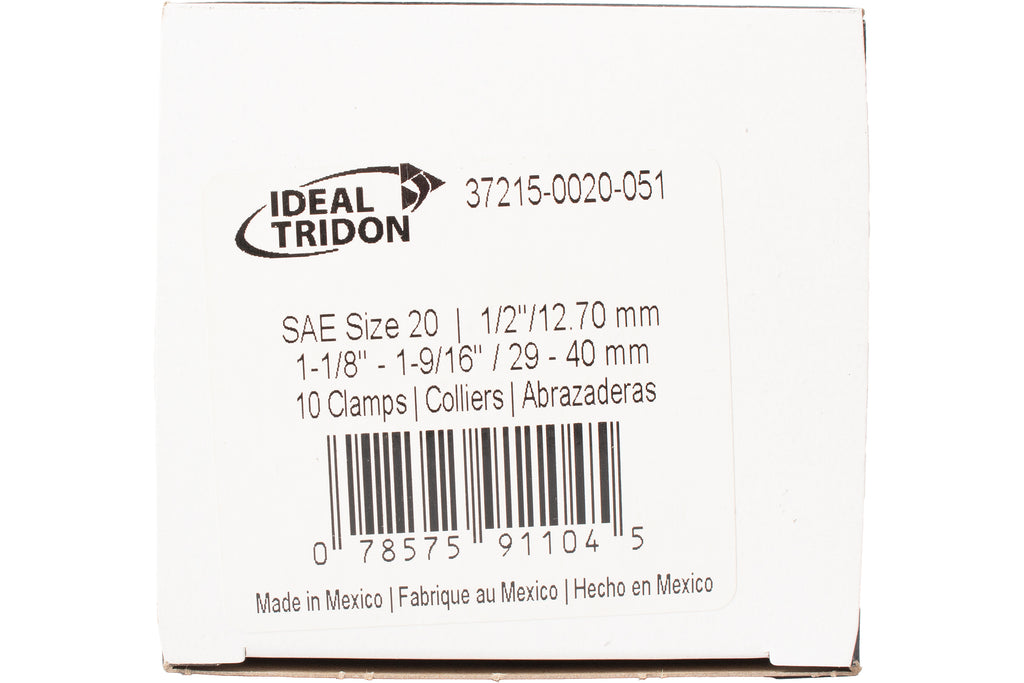 IDEAL
TRIDON
37215-0020-051
SAE Size 20 | 1/2"/12.70 mm
1-1/8" - 1-9/16" / 29 - 40 mm
10 Clamps | Colliers | Abrazaderas
0 78575 91104 5
Made in Mexico | Fabrique au Mexico | Hecho en Mexico